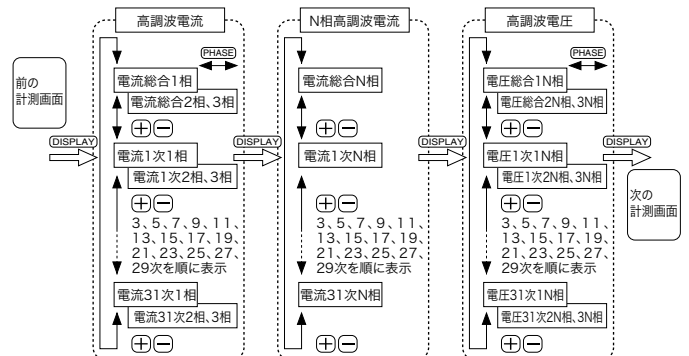 高調波電流
N相高調波電流
高調波電圧
前の
計測画面
DISPLAY
PHASE
電流総合1相
電流総合2相、3相
⊕⊖
電流1次1相
電流1次2相、3相
⊕⊖
3、5、7、9、11、
13、15、17、19、
21、23、25、27、
29次を順に表示
電流31次1相
電流31次2相、3相
⊕⊖
DISPLAY
電流総合N相
⊕⊖
電流1次N相
⊕⊖
3、5、7、9、11、
13、15、17、19、
21、23、25、27、
29次を順に表示
電流31次N相
⊕⊖
DISPLAY
PHASE
電圧総合1N相
電圧総合2N相、3N相
⊕⊖
電圧1次1N相
電圧1次2N相、3N相
⊕⊖
3、5、7、9、11、
13、15、17、19、
21、23、25、27、
29次を順に表示
電圧31次1N相
電圧31次2N相、3N相
⊕⊖
DISPLAY
次の
計測画面